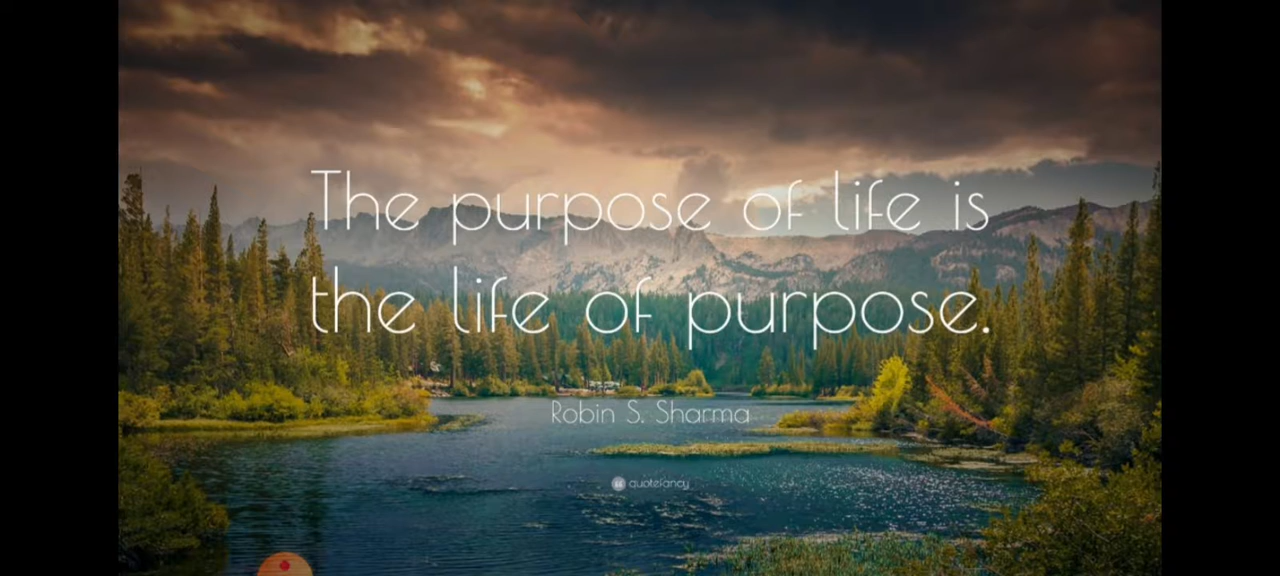 The purpose of life is
the life of purpose.
Robin S. Sharma
quotefancy